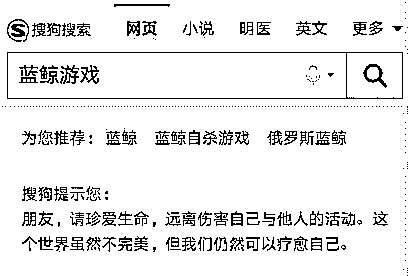 搜狗搜索 网页 小说 明医 英文 更多
蓝鲸游戏
为您推荐： 蓝鲸 蓝鲸自杀游戏 俄罗斯蓝鲸
搜狗提示您：
朋友，请珍爱生命，远离伤害自己与他人的活动。这
个世界虽然不完美，但我们仍然可以疗愈自己。